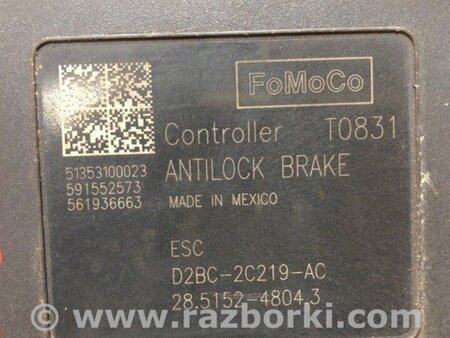 FoMoCo
Controller T0831
51353100023
591552573
561936663
ANTILOCK BRAKE
MADE IN MEXICO
ESC
D2BC-2C219-AC
28.5152-4804.3
© www.razborki.com